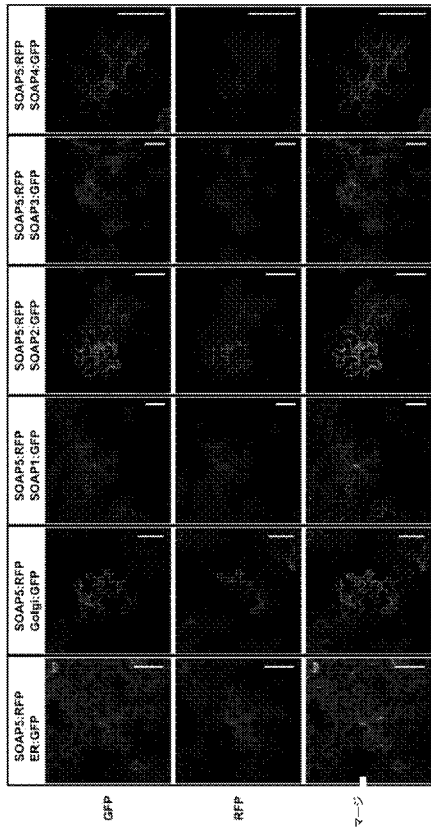 SOAP5:RFP
ER:GFP
SOAP5:RFP
Golgi:GFP
SOAP5:RFP
SOAP1:GFP
SOAP5:RFP
SOAP2:GFP
SOAP5:RFP
SOAP3:GFP
SOAP5:RFP
SOAP4:GFP
GFP
RFP
マージ